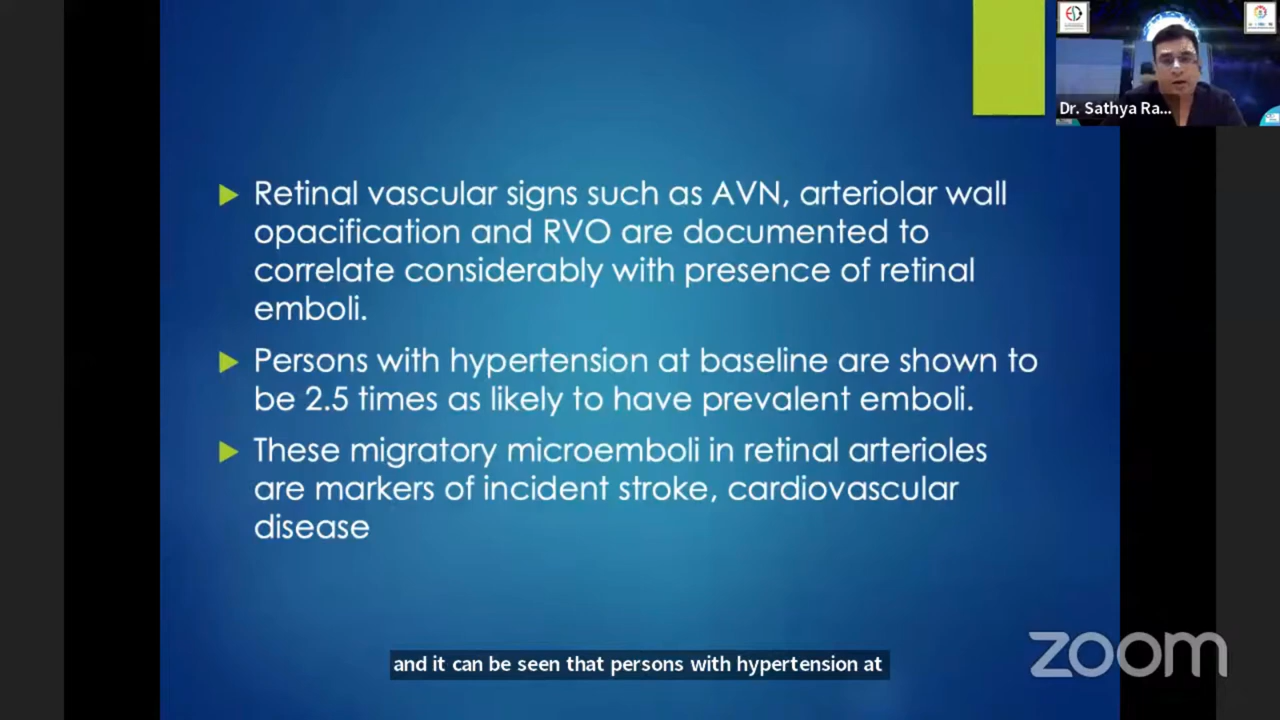 Retinal vascular signs such as AVN, arteriolar wall
opacification and RVO are documented to
correlate considerably with presence of retinal
emboli.
Persons with hypertension at baseline are shown to
be 2.5 times as likely to have prevalent emboli.
These migratory microemboli in retinal arterioles
are markers of incident stroke, cardiovascular
disease
Dr. Sathya Ra...
and it can be seen that persons with hypertension at
zoom